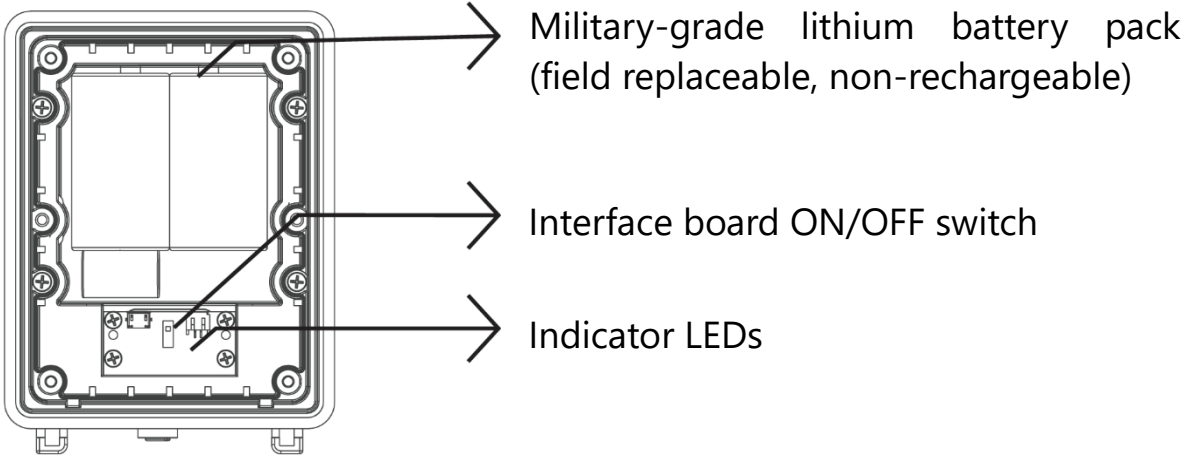 Military-grade lithium battery pack
(field replaceable, non-rechargeable)
Interface board ON/OFF switch
Indicator LEDs